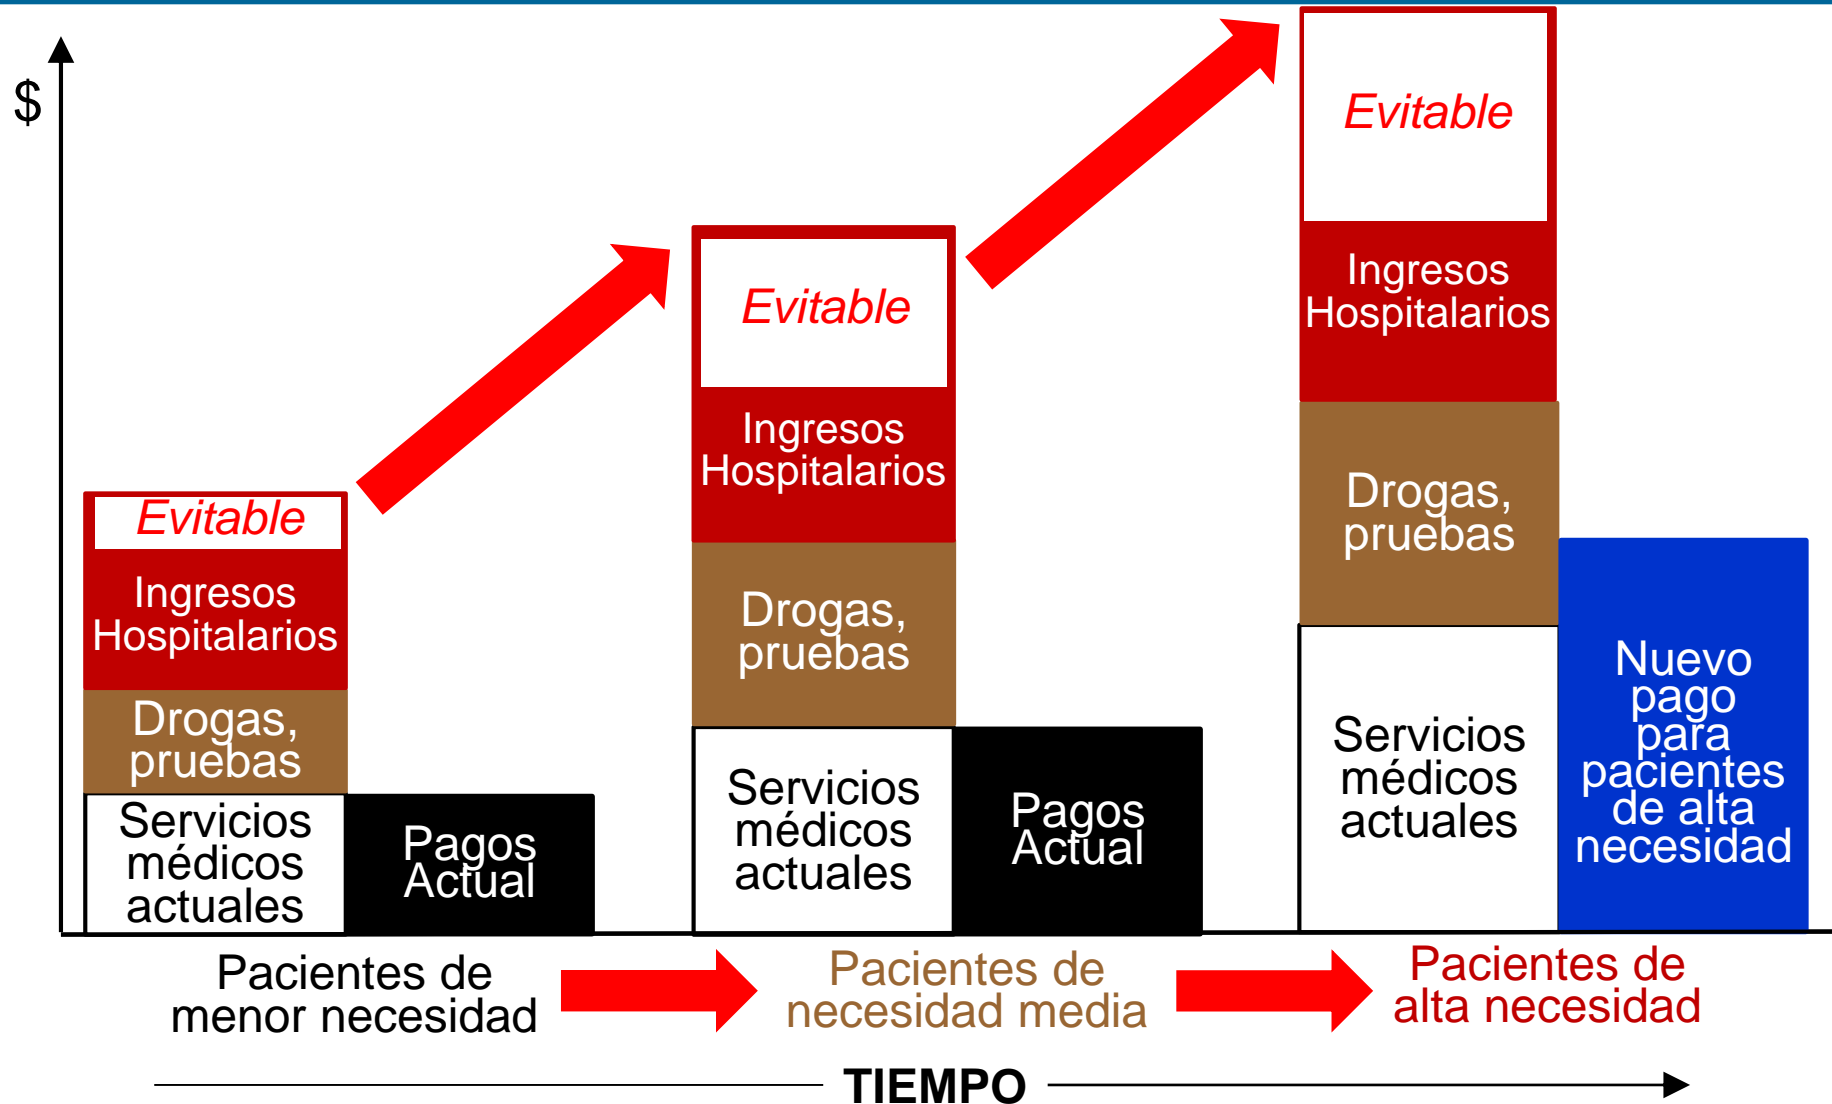 $
Evitable
Ingresos
Hospitalarios
Drogas,
pruebas
Servicios
médicos
actuales
Pagos
Actual
Evitable
Ingresos
Hospitalarios
Drogas,
pruebas
Servicios
médicos
actuales
Pagos
Actual
Evitable
Ingresos
Hospitalarios
Drogas,
pruebas
Servicios
médicos
actuales
Nuevo
pago
para
pacientes
de alta
necesidad
Pacientes de
menor necesidad
Pacientes de
necesidad media
Pacientes de
alta necesidad
TIEMPO